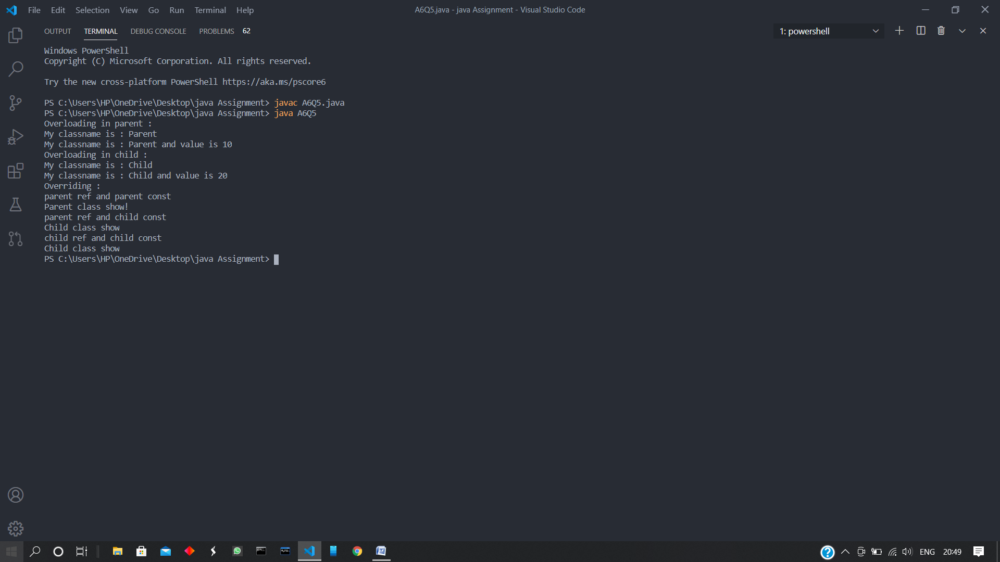 File Edit Selection View Go Run Terminal Help
A6Q5.java - java Assignment - Visual Studio Code
OUTPUT TERMINAL DEBUG CONSOLE PROBLEMS 62
1: powershell
Windows PowerShell
Copyright (C) Microsoft Corporation. All rights reserved.
Try the new cross-platform PowerShell https://aka.ms/pscore6
PS C:\Users\HP\OneDrive\Desktop\java Assignment> javac A6Q5.java
PS C:\Users\HP\OneDrive\Desktop\java Assignment> java A6Q5
Overloading in parent :
My classname is : Parent
My classname is : Parent and value is 10
Overloading in child :
My classname is : Child
My classname is : Child and value is 20
Overriding :
parent ref and parent const
Parent class show!
parent ref and child const
Child class show
child ref and child const
Child class show
PS C:\Users\HP\OneDrive\Desktop\java Assignment>
ENG 20:49